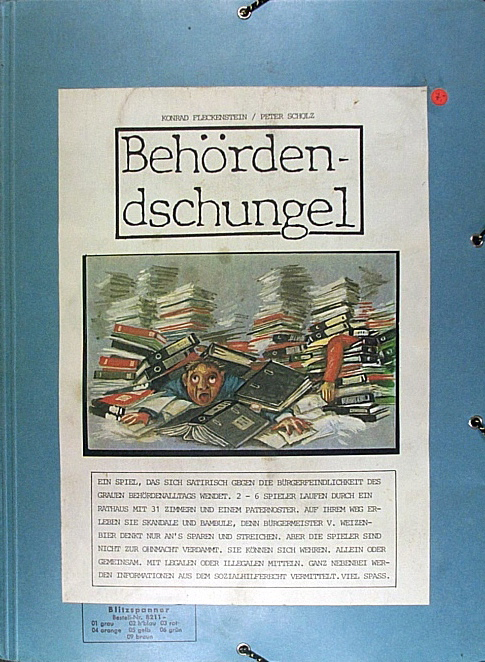 KONRAD FLECKENSTEIN / PETER SCHOLZ
Behörden-
dschungel
EIN SPIEL, DAS SICH SATIRISCH GEGEN DIE BÜRGERFEINDLICHKEIT DES
GRAUEN BEHÖRDENALLTAGS WENDET. 2 - 6 SPIELER LAUFEN DURCH EIN
RATHAUS MIT 31 ZIMMERN UND EINEM PATERNOSTER. AUF IHREM WEG ER-
LEBEN SIE SKANDALE UND BAMBULE, DENN BÜRGERMEISTER V. WEIZEN-
BIER DENKT NUR AN'S SPAREN UND STREICHEN. ABER DIE SPIELER SIND
NICHT ZUR OHNMACHT VERDAMMT. SIE KÖNNEN SICH WEHREN. ALLEIN ODER
GEMEINSAM. MIT LEGALEN ODER ILLEGALEN MITTELN. GANZ NEBENBEI WER-
DEN INFORMATIONEN AUS DEM SOZIALHILFERECHT VERMITTELT. VIEL SPASS.
Blitzspanner
Bestell-Nr. 8211-
01 grau 02 h'blau 03 rot
04 orange 05 gelb 06 grün
09 braun